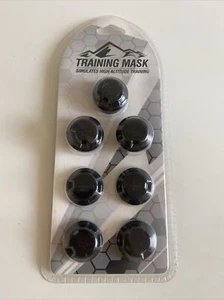 TRAINING MASK
SIMULATES HIGH ALTITUDE TRAINING